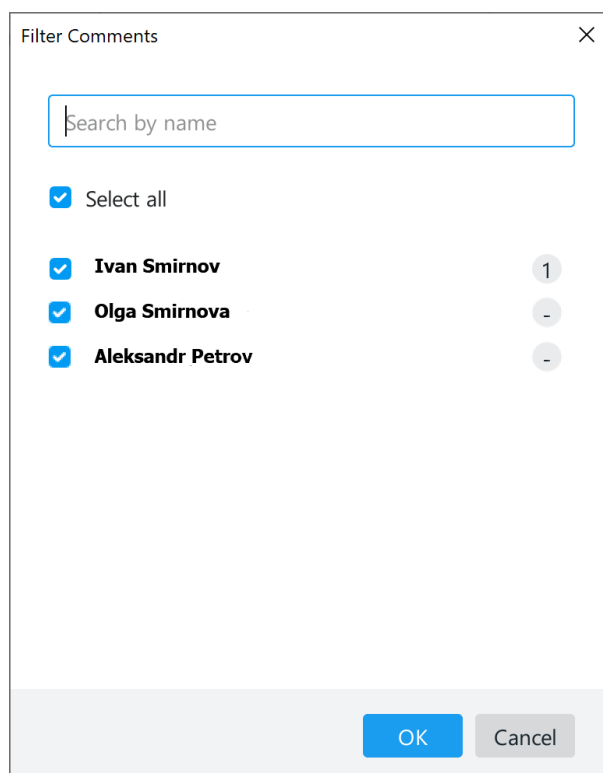 Filter Comments
Search by name
Select all
Ivan Smirnov 1
Olga Smirnova -
Aleksandr Petrov -
OK Cancel